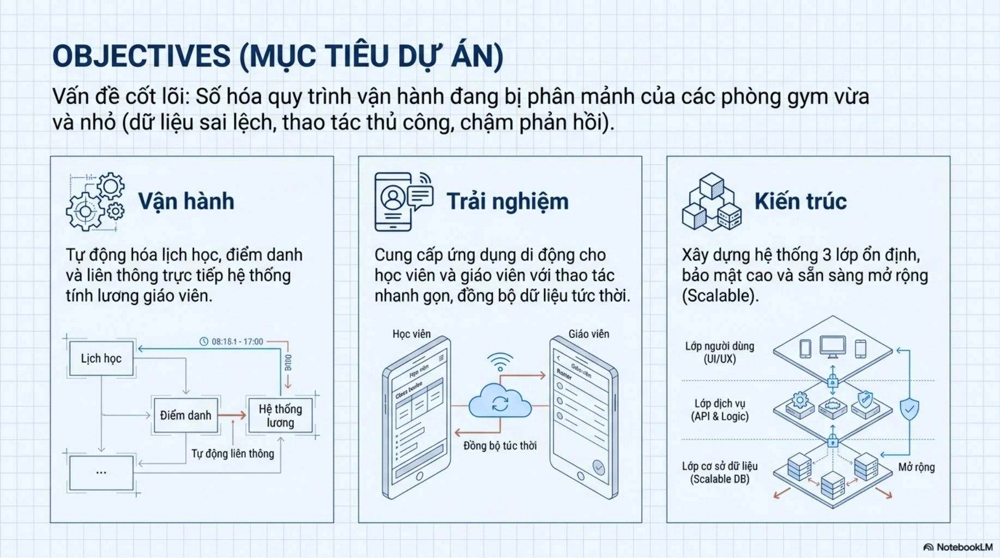 OBJECTIVES (MỤC TIÊU DỰ ÁN)
Vấn đề cốt lõi: Số hóa quy trình vận hành đang bị phân mảnh của các phòng gym vừa
và nhỏ (dữ liệu sai lệch, thao tác thủ công, chậm phản hồi).
Vận hành
Tự động hóa lịch học, điểm danh
và liên thông trực tiếp hệ thống
tính lương giáo viên.
08:18.1 - 17:00
Lịch học
Điểm danh
Hệ thống
lương
Tự động liên thông
...
Trải nghiệm
Cung cấp ứng dụng di động cho
học viên và giáo viên với thao tác
nhanh gọn, đồng bộ dữ liệu tức thời.
Học viên
Giáo viên
Đồng bộ túc thời
Kiến trúc
Xây dựng hệ thống 3 lớp ổn định,
bảo mật cao và sẵn sàng mở rộng
(Scalable).
Lớp người dùng
(UI/UX)
Lớp dịch vụ
(API & Logic)
Lớp cơ sở dữ liệu
(Scalable DB)
Mở rộng
NotebookLM